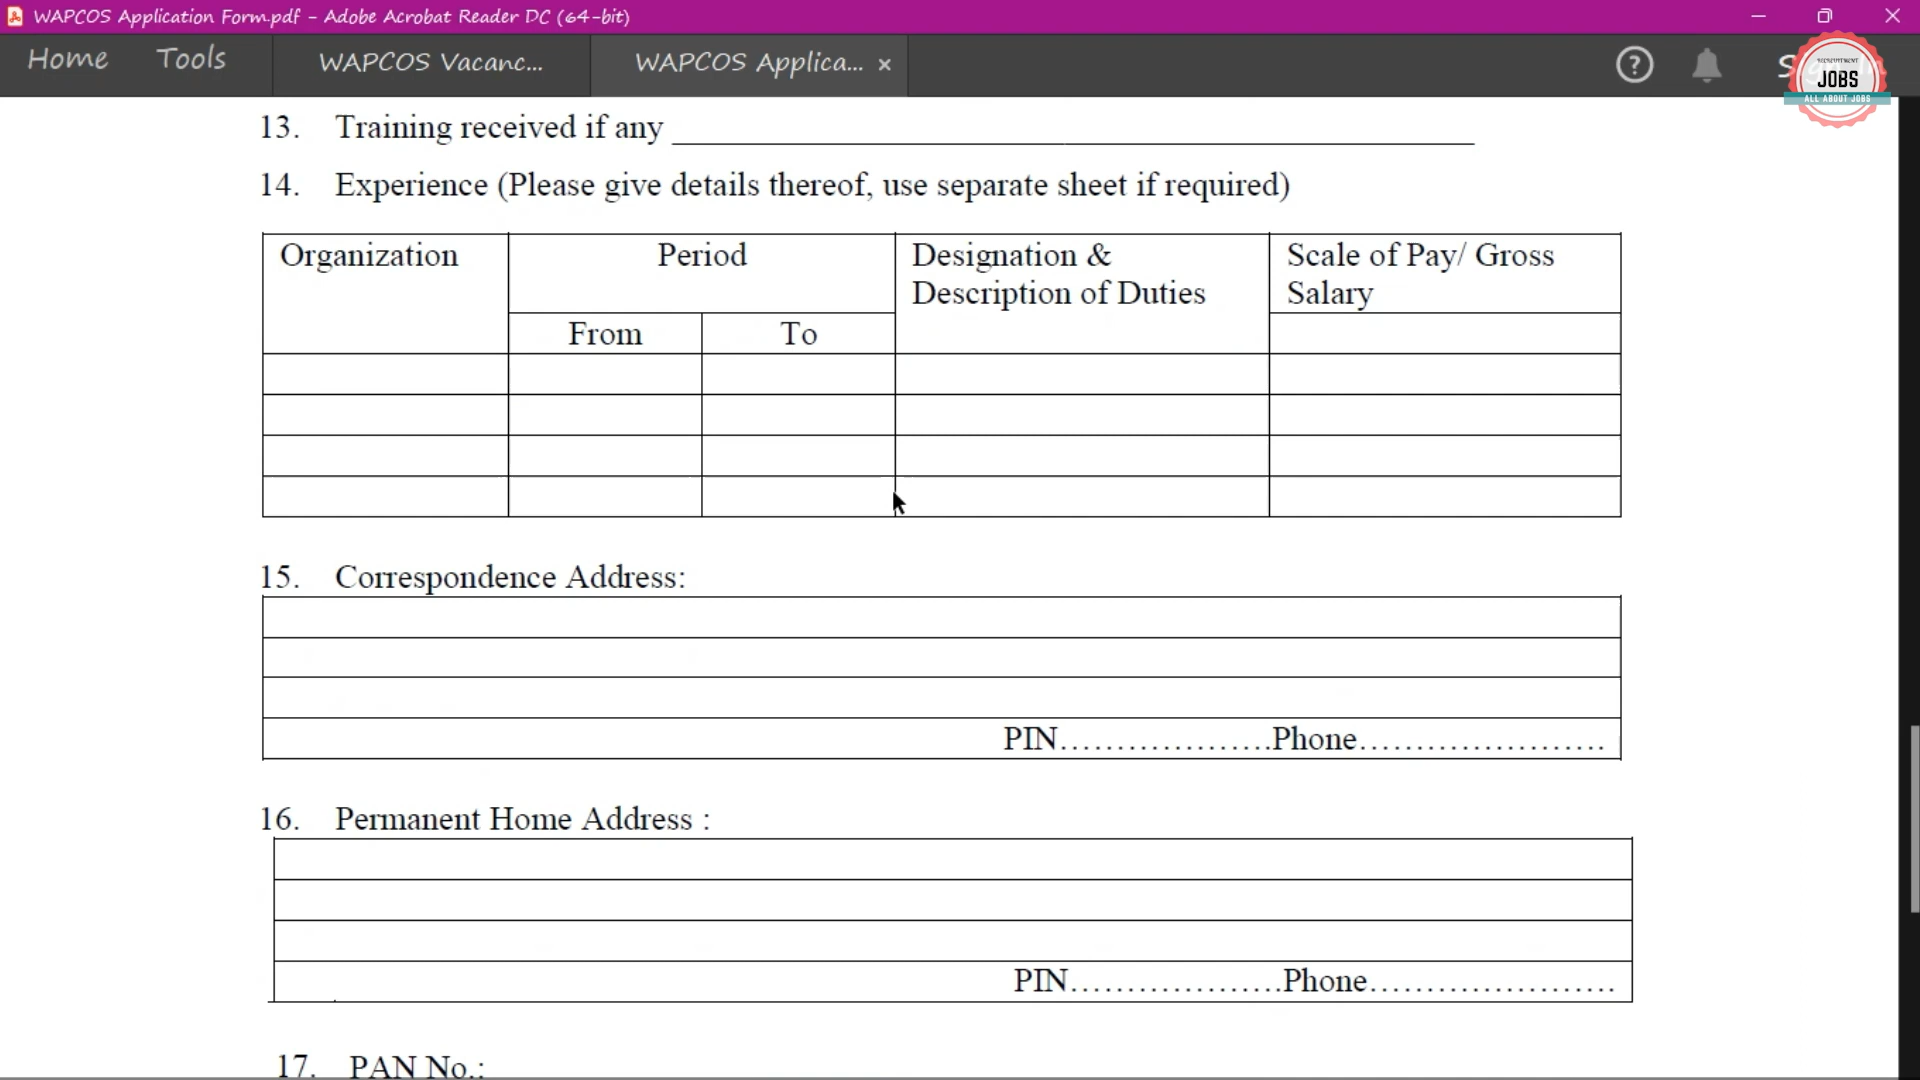 WAPCOS Application Form.pdf - Adobe Acrobat Reader DC (64-bit)
Home Tools WAPCOS Vacanc... WAPCOS Applica... ×
RECRUITMENT
JOBS
ALL ABOUT JOBS
13. Training received if any ____________________
14. Experience (Please give details thereof, use separate sheet if required)
Organization Period Designation & Scale of Pay/ Gross
Description of Duties Salary
From To
15. Correspondence Address:
PIN...................Phone......................
16. Permanent Home Address :
PIN...................Phone......................
17. PAN No.: